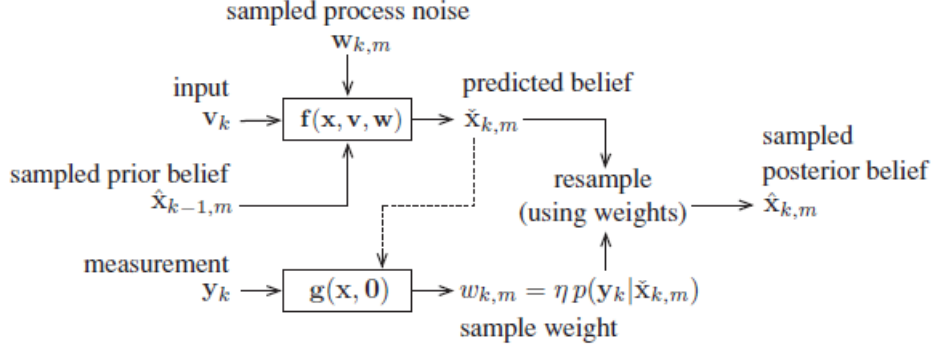 sampled process noise
w_{k,m}
input
v_k
f(x, v, w)
predicted belief
x̌_{k,m}
sampled prior belief
x̂_{k−1,m}
resample
(using weights)
sampled
posterior belief
x̂_{k,m}
measurement
y_k
g(x, 0)
w_{k,m} = η p(y_k|x̌_{k,m})
sample weight